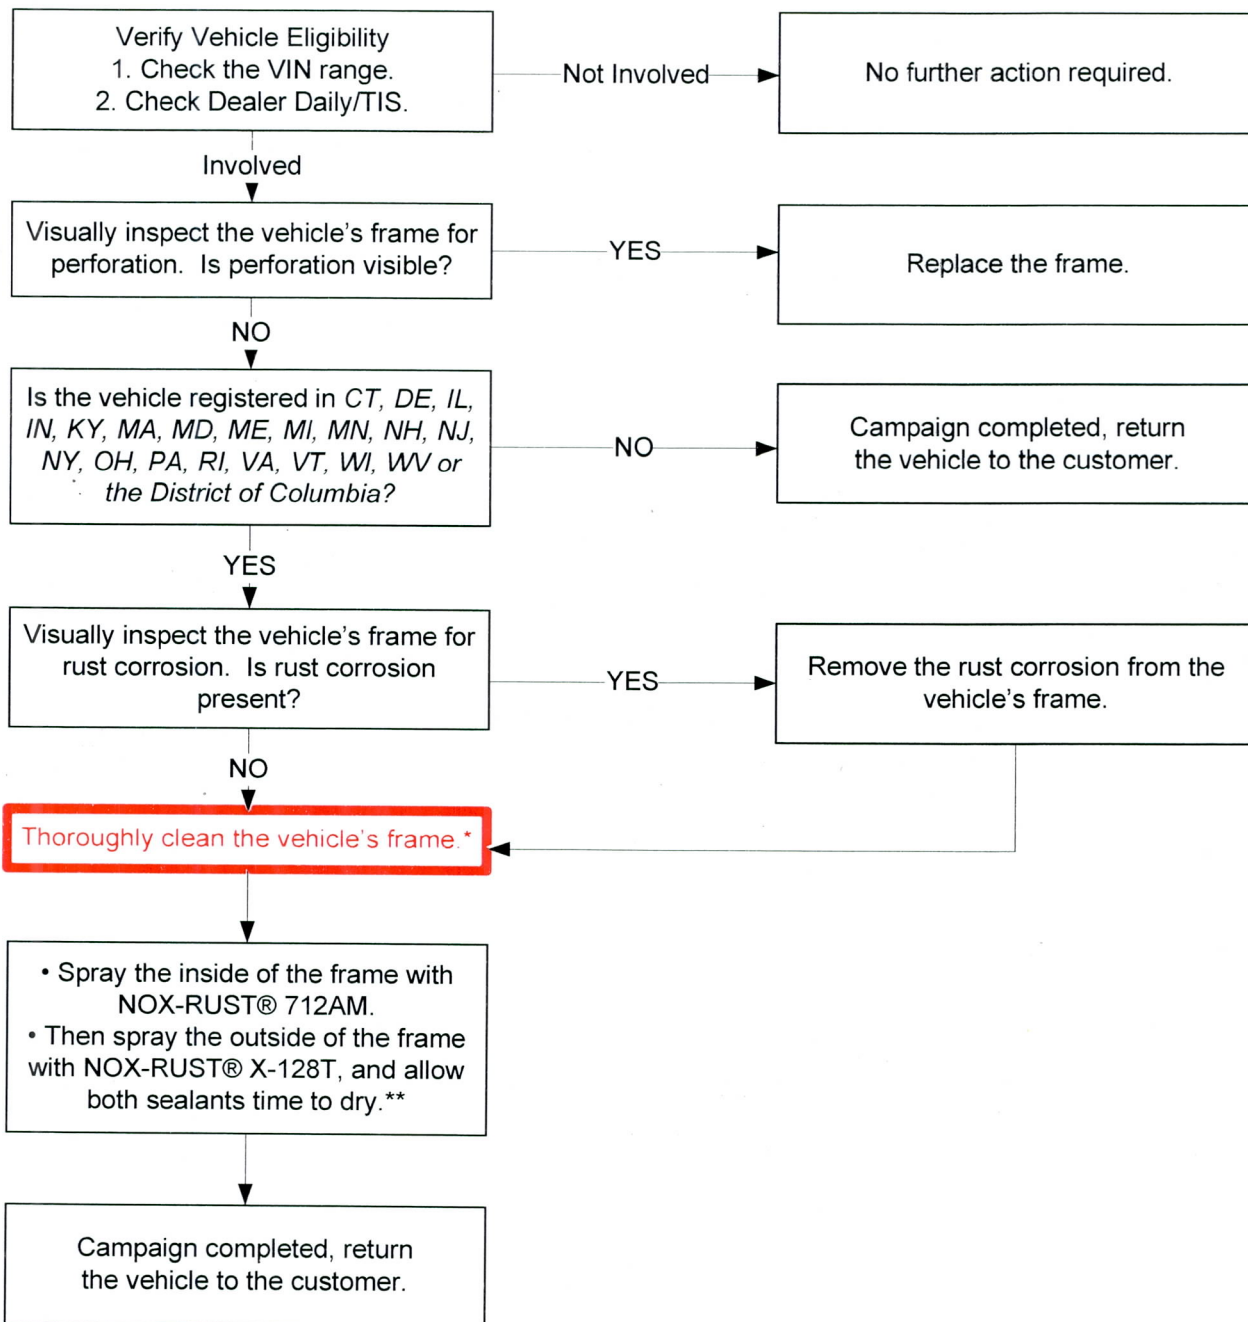 Verify Vehicle Eligibility
1. Check the VIN range.
2. Check Dealer Daily/TIS.
Not Involved
No further action required.
Involved
Visually inspect the vehicle's frame for
perforation.  Is perforation visible?
YES
Replace the frame.
NO
Is the vehicle registered in CT, DE, IL,
IN, KY, MA, MD, ME, MI, MN, NH, NJ,
NY, OH, PA, RI, VA, VT, WI, WV or
the District of Columbia?
NO
Campaign completed, return
the vehicle to the customer.
YES
Visually inspect the vehicle's frame for
rust corrosion.  Is rust corrosion
present?
YES
Remove the rust corrosion from the
vehicle's frame.
NO
Thoroughly clean the vehicle's frame.*
• Spray the inside of the frame with
NOX-RUST® 712AM.
• Then spray the outside of the frame
with NOX-RUST® X-128T, and allow
both sealants time to dry.**
Campaign completed, return
the vehicle to the customer.